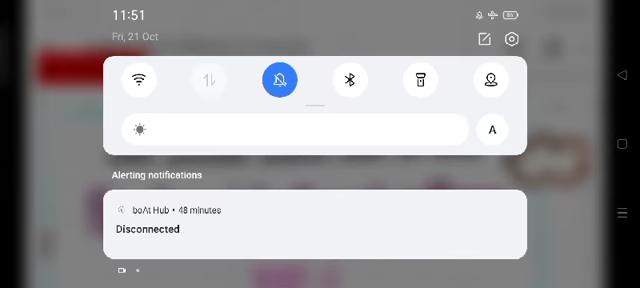 11:51
Fri, 21 Oct
A
Alerting notifications
boAt Hub • 48 minutes
Disconnected